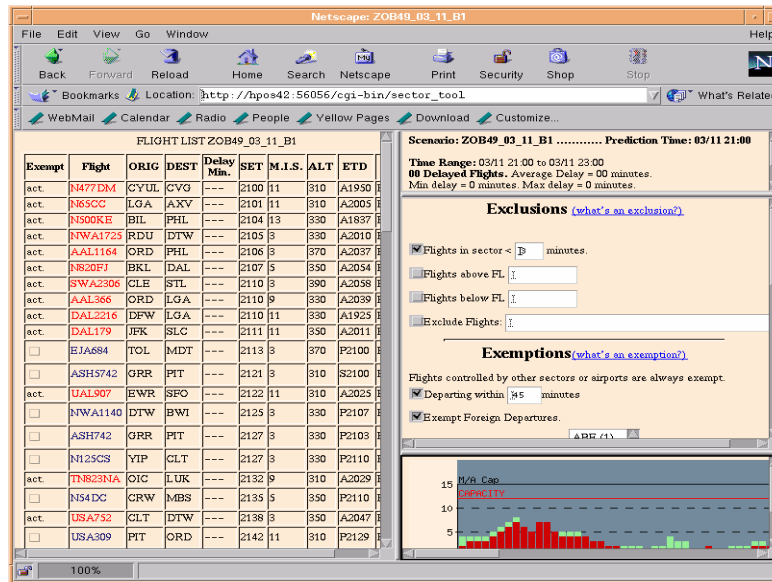 Netscape: ZOB49_03_11_B1
File Edit View Go Window Help
Back Forward Reload Home Search Netscape Print Security Shop Stop
N
Bookmarks Location: http://hpos42:56056/cgi-bin/sector_tool What's Relate
WebMail Calendar Radio People Yellow Pages Download Customize...
FLIGHT LIST ZOB49_03_11_B1
Exempt Flight ORIG DEST Delay Min. SET M.I.S. ALT ETD
act. N477DM CYUL CVG --- 2100 11 310 A1950
act. N65CC LGA AXV --- 2101 11 310 A2005
act. N500KE BIL PHL --- 2104 13 330 A1837
act. NWA1725 RDU DTW --- 2105 3 330 A2010
act. AAL1164 ORD PHL --- 2106 3 370 A2037
act. N820FJ BKL DAL --- 2107 5 350 A2054
act. SWA2306 CLE STL --- 2110 3 390 A2058
act. AAL366 ORD LGA --- 2110 9 330 A2039
act. DAL2216 DFW LGA --- 2110 11 330 A1925
act. DAL179 JFK SLC --- 2111 11 350 A2011
EJA684 TOL MDT --- 2113 3 370 P2100
ASH5742 GRR PIT --- 2121 3 310 S2100
act. UAL907 EWR SFO --- 2122 11 310 A2025
NWA1140 DTW BWI --- 2125 3 330 P2107
ASH742 GRR PIT --- 2127 3 330 P2103
N125CS YIP CLT --- 2127 3 330 P2110
act. TN823NA OIC LUK --- 2132 9 310 A2029
N54DC CRW MBS --- 2135 5 350 P2110
act. USA752 CLT DTW --- 2138 3 350 A2047
USA309 PIT ORD --- 2142 11 310 P2129
100%
Scenario: ZOB49_03_11_B1 ............ Prediction Time: 03/11 21:00
Time Range: 03/11 21:00 to 03/11 23:00
00 Delayed Flights. Average Delay = 00 minutes.
Min delay = 0 minutes. Max delay = 0 minutes.
Exclusions (what's an exclusion?)
Flights in sector < 3 minutes.
Flights above FL
Flights below FL
Exclude Flights:
Exemptions (what's an exemption?)
Flights controlled by other sectors or airports are always exempt.
Departing within 45 minutes
Exempt Foreign Departures.
ABE (1)
15 M/A Cap
CAPACITY
10
5